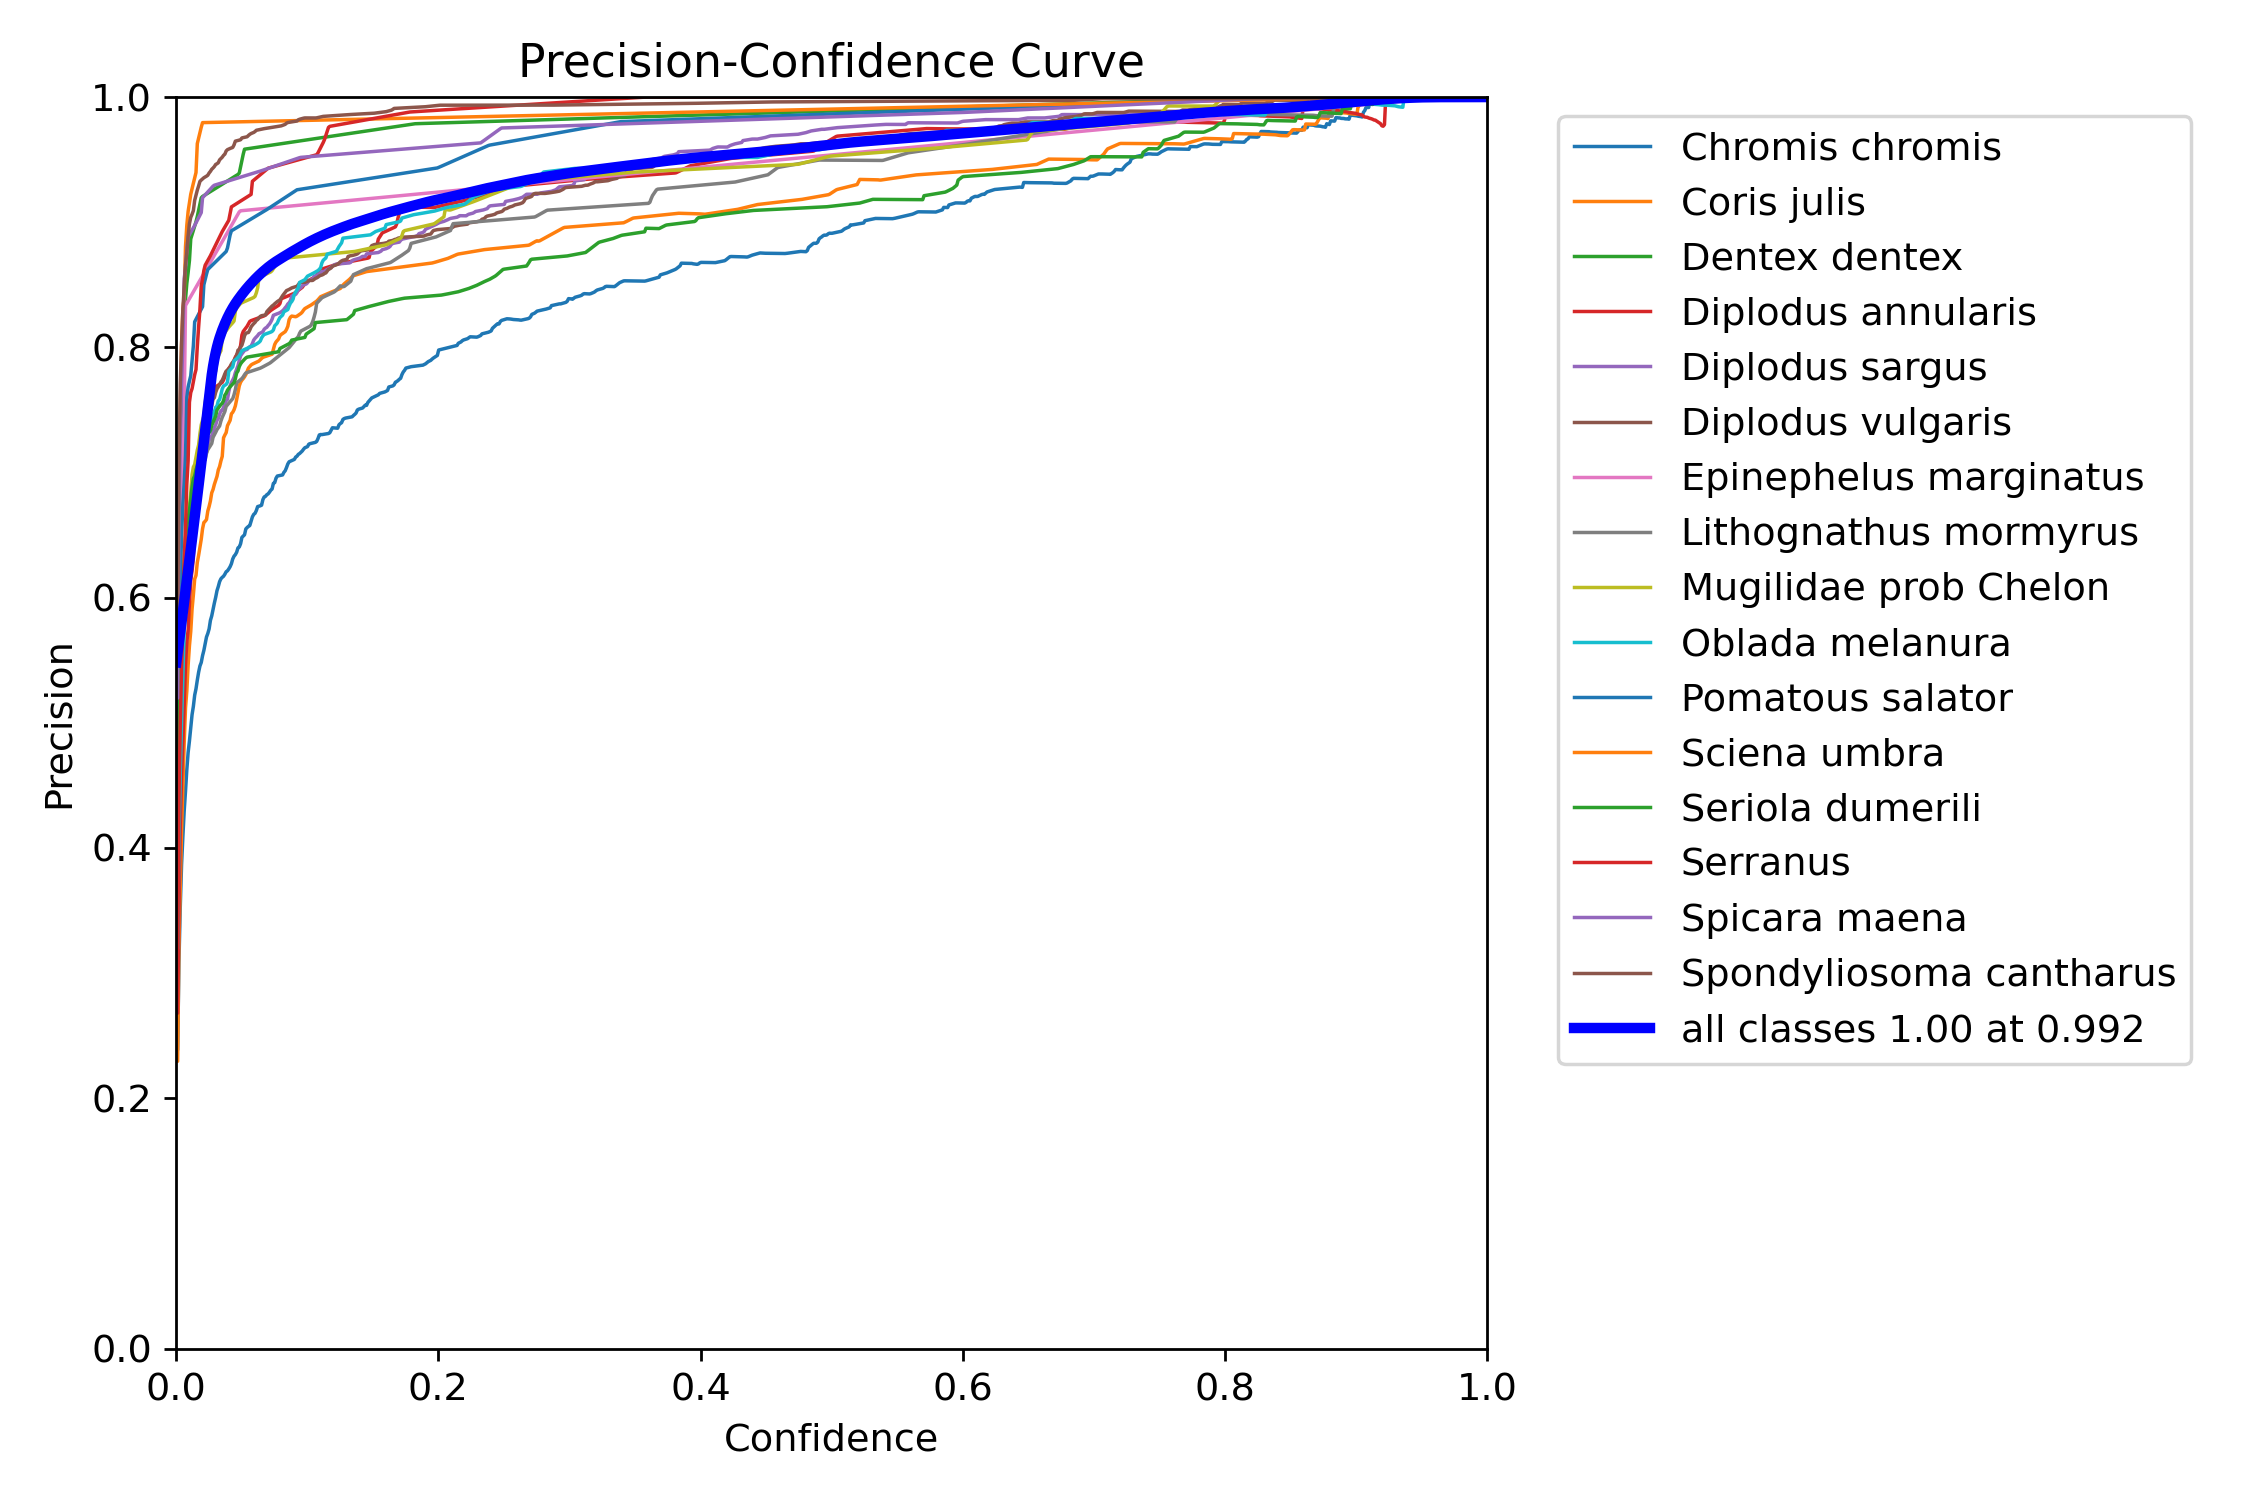 Precision-Confidence Curve
1.0
0.8
0.6
0.4
0.2
0.0
Precision
0.0 0.2 0.4 0.6 0.8 1.0
Confidence
Chromis chromis
Coris julis
Dentex dentex
Diplodus annularis
Diplodus sargus
Diplodus vulgaris
Epinephelus marginatus
Lithognathus mormyrus
Mugilidae prob Chelon
Oblada melanura
Pomatous salator
Sciena umbra
Seriola dumerili
Serranus
Spicara maena
Spondyliosoma cantharus
all classes 1.00 at 0.992